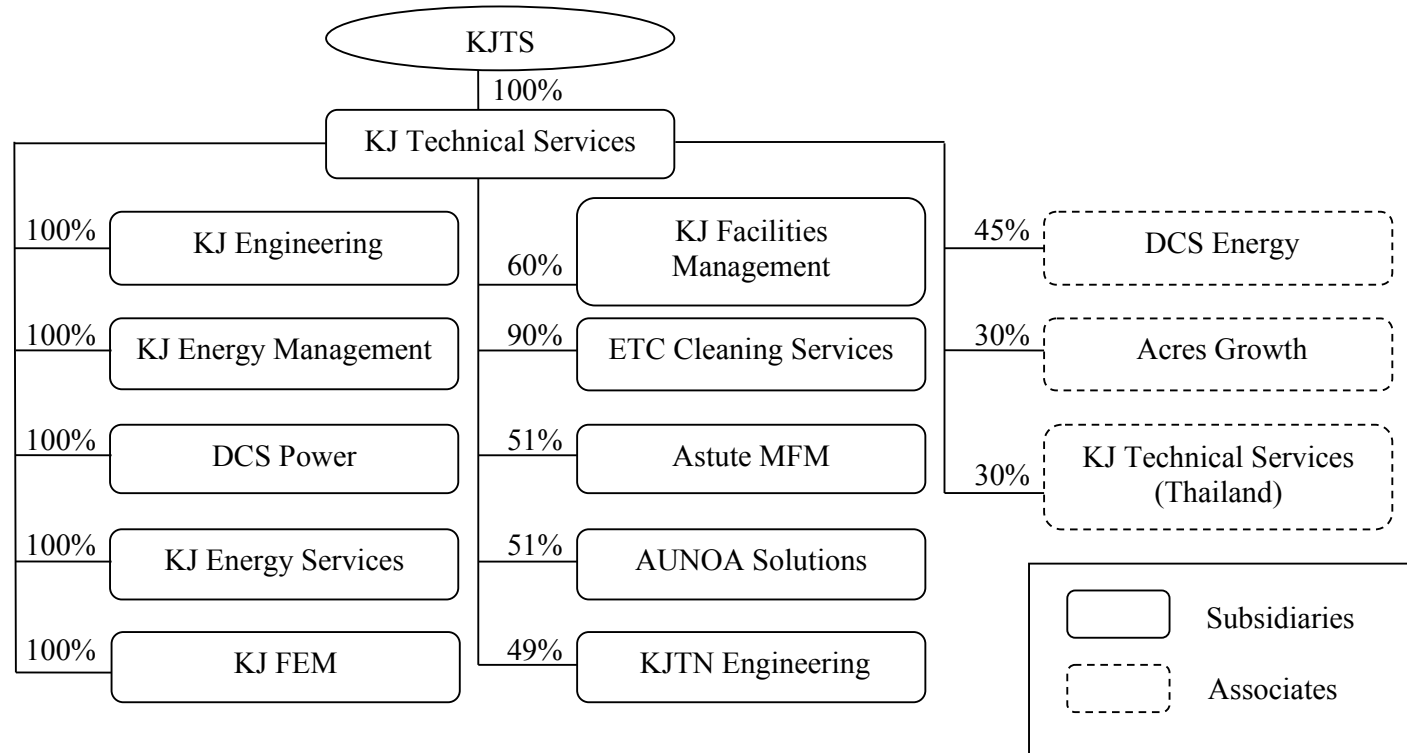 KJTS
100%
KJ Technical Services
100%
KJ Engineering
100%
KJ Energy Management
100%
DCS Power
100%
KJ Energy Services
100%
KJ FEM
60%
KJ Facilities
Management
90%
ETC Cleaning Services
51%
Astute MFM
51%
AUNOA Solutions
49%
KJTN Engineering
45%
DCS Energy
30%
Acres Growth
30%
KJ Technical Services
(Thailand)
Subsidiaries
Associates